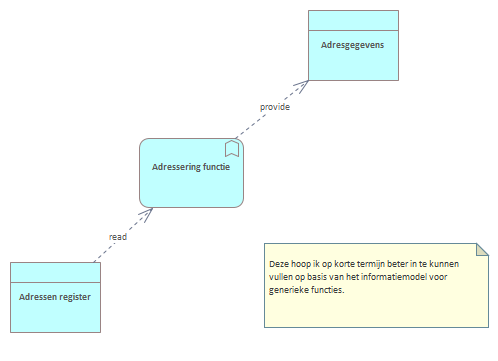 Adresgegevens
provide
Adressering functie
read
Adressen register
Deze hoop ik op korte termijn beter in te kunnen
vullen op basis van het informatiemodel voor
generieke functies.